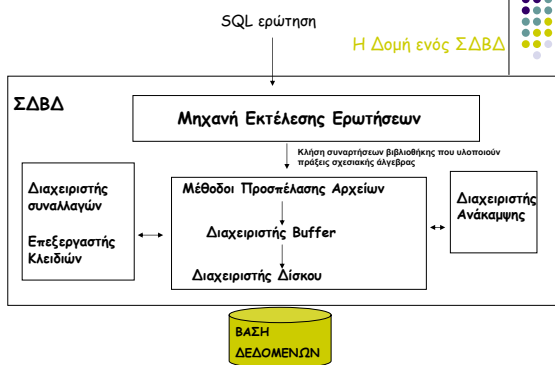 SQL ερώτηση
Η Δομή ενός ΣΔΒΔ
ΣΔΒΔ
Μηχανή Εκτέλεσης Ερωτήσεων
Κλήση συναρτήσεων βιβλιοθήκης που υλοποιούν
πράξεις σχεσιακής άλγεβρας
Διαχειριστής
συναλλαγών
Επεξεργαστής
Κλειδιών
Μέθοδοι Προσπέλασης Αρχείων
Διαχειριστής Buffer
Διαχειριστής Δίσκου
Διαχειριστής
Ανάκαμψης
ΒΑΣΗ
ΔΕΔΟΜΕΝΩΝ